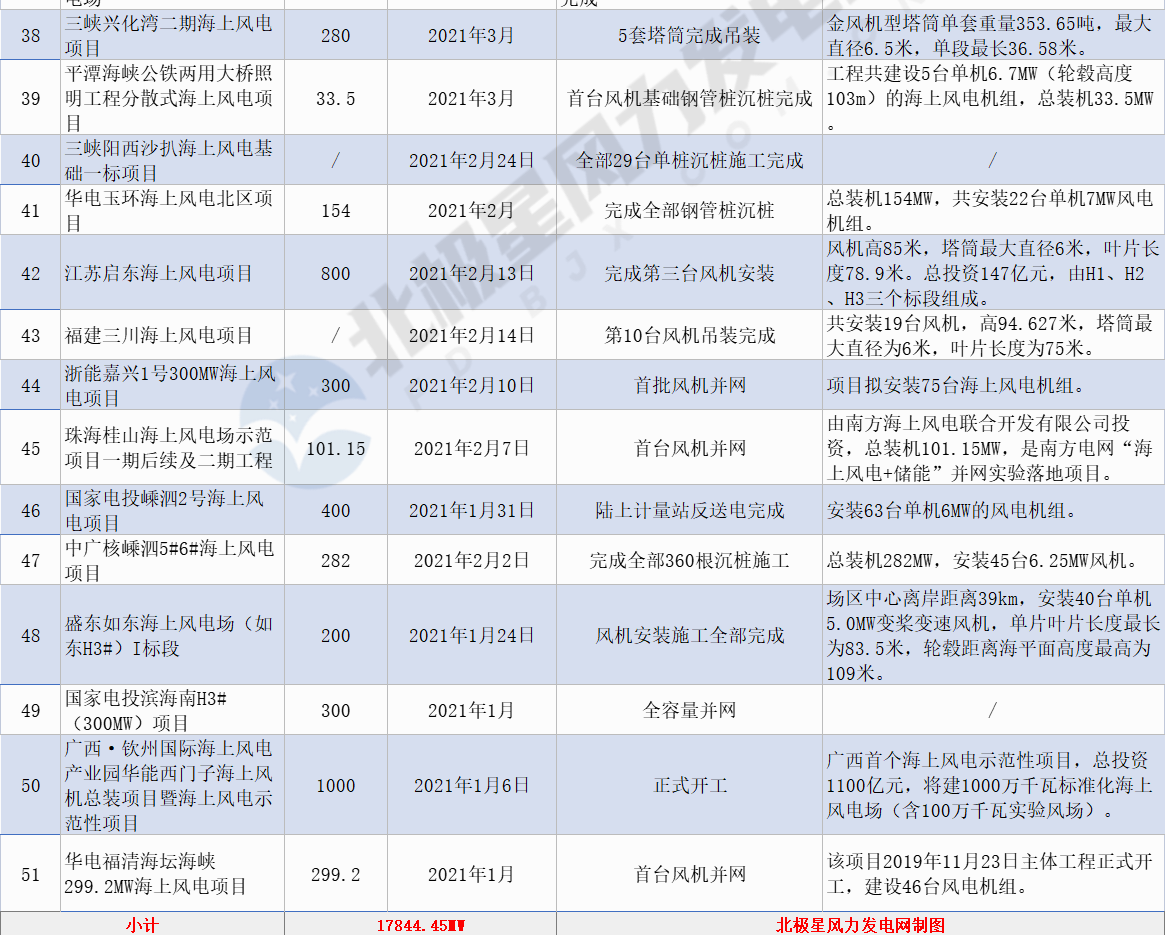 电场
完成
38
三峡兴化湾二期海上风电
项目
280
2021年3月
5套塔筒完成吊装
金风机型塔筒单套重量353.65吨，最大
直径6.5米，单段最长36.58米。
39
平潭海峡公铁两用大桥照
明工程分散式海上风电项
目
33.5
2021年3月
首台风机基础钢管桩沉桩完成
工程共建设5台单机6.7MW（轮毂高度
103m）的海上风电机组，总装机33.5MW
。
40
三峡阳西沙扒海上风电基
础一标项目
/
2021年2月24日
全部29台单桩沉桩施工完成
/
41
华电玉环海上风电北区项
目
154
2021年2月
完成全部钢管桩沉桩
总装机154MW，共安装22台单机7MW风电
机组。
42
江苏启东海上风电项目
800
2021年2月13日
完成第三台风机安装
风机高85米，塔筒最大直径6米，叶片长
度78.9米。总投资147亿元，由H1、H2
、H3三个标段组成。
43
福建三川海上风电项目
/
2021年2月14日
第10台风机吊装完成
共安装19台风机，高94.627米，塔筒最
大直径为6米，叶片长度为75米。
44
浙能嘉兴1号300MW海上风
电项目
300
2021年2月10日
首批风机并网
项目拟安装75台海上风电机组。
45
珠海桂山海上风电场示范
项目一期后续及二期工程
101.15
2021年2月7日
首台风机并网
由南方海上风电联合开发有限公司投
资，总装机101.15MW，是南方电网“海
上风电+储能”并网实验落地项目。
46
国家电投嵊泗2号海上风
电项目
400
2021年1月31日
陆上计量站反送电完成
安装63台单机6MW的风电机组。
47
中广核嵊泗5#6#海上风电
项目
282
2021年2月2日
完成全部360根沉桩施工
总装机282MW，安装45台6.25MW风机。
48
盛东如东海上风电场（如
东H3#）I标段
200
2021年1月24日
风机安装施工全部完成
场区中心离岸距离39km，安装40台单机
5.0MW变桨变速风机，单片叶片长度最长
为83.5米，轮毂距离海平面高度最高为
109米。
49
国家电投滨海南H3#
（300MW）项目
300
2021年1月
全容量并网
/
50
广西·钦州国际海上风电
产业园华能西门子海上风
机总装项目暨海上风电示
范性项目
1000
2021年1月6日
正式开工
广西首个海上风电示范性项目，总投资
1100亿元，将建1000万千瓦标准化海上
风电场（含100万千瓦实验风场）。
51
华电福清海坛海峡
299.2MW海上风电项目
299.2
2021年1月
首台风机并网
该项目2019年11月23日主体工程正式开
工，建设46台风电机组。
小计
17844.45MW
北极星风力发电网制图
北极星风力发电